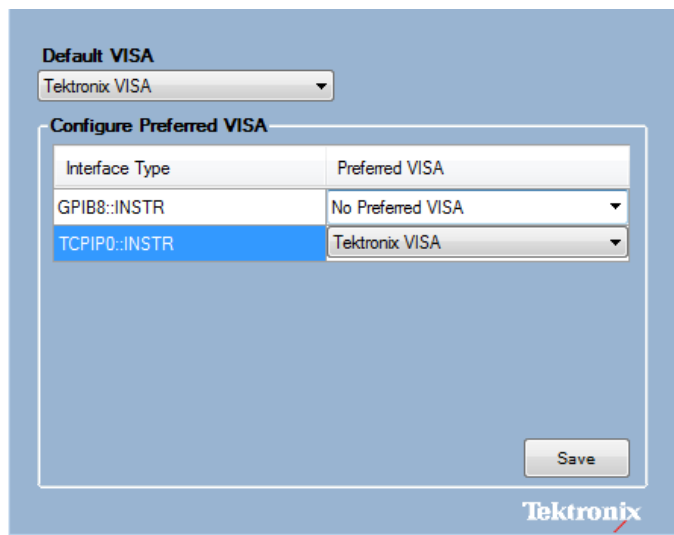 Default VISA
Tektronix VISA
Configure Preferred VISA
Interface Type Preferred VISA
GPIB8::INSTR No Preferred VISA
TCPIP0::INSTR Tektronix VISA
Save
Tektronix